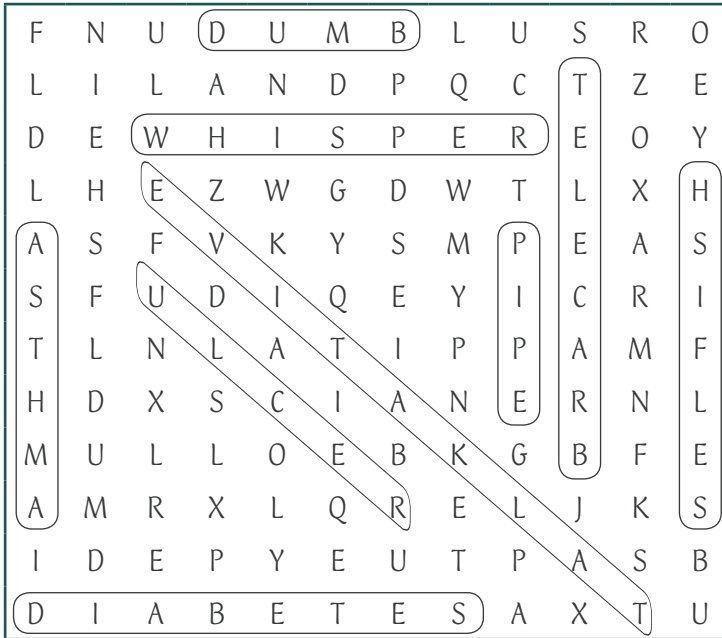 F N U D U M B L U S R O
L I L A N D P Q C T Z E
D E W H I S P E R E O Y
L H E Z W G D W T L X H
A S F V K Y S M P E A S
S F U D I Q E Y I C R I
T L N L A T I P P A M F
H D X S C I A N E R N L
M U L L O E B K G B F E
A M R X L Q R E L J K S
I D E P Y E U T P A S B
D I A B E T E S A X T U